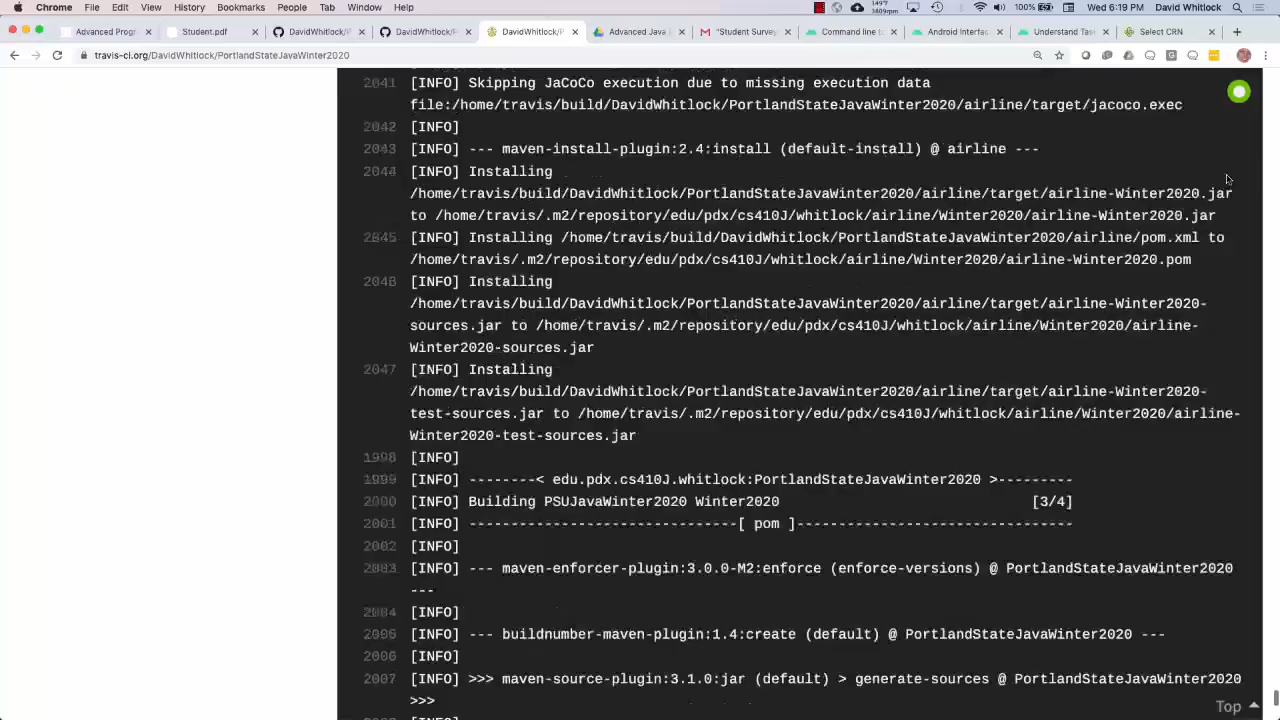 Chrome File Edit View History Bookmarks People Tab Window Help 100% Wed 6:19 PM David Whitlock
Advanced Progr Student.pdf DavidWhitlock/P DavidWhitlock/P DavidWhitlock/P Advanced Java "Student Survey Command line to Android Interfac Understand Tas Select CRN
travis-ci.org/DavidWhitlock/PortlandStateJavaWinter2020
2041 [INFO] Skipping JaCoCo execution due to missing execution data
file:/home/travis/build/DavidWhitlock/PortlandStateJavaWinter2020/airline/target/jacoco.exec
2042 [INFO]
2043 [INFO] --- maven-install-plugin:2.4:install (default-install) @ airline ---
2044 [INFO] Installing
/home/travis/build/DavidWhitlock/PortlandStateJavaWinter2020/airline/target/airline-Winter2020.jar
to /home/travis/.m2/repository/edu/pdx/cs410J/whitlock/airline/Winter2020/airline-Winter2020.jar
2045 [INFO] Installing /home/travis/build/DavidWhitlock/PortlandStateJavaWinter2020/airline/pom.xml to
/home/travis/.m2/repository/edu/pdx/cs410J/whitlock/airline/Winter2020/airline-Winter2020.pom
2046 [INFO] Installing
/home/travis/build/DavidWhitlock/PortlandStateJavaWinter2020/airline/target/airline-Winter2020-
sources.jar to /home/travis/.m2/repository/edu/pdx/cs410J/whitlock/airline/Winter2020/airline-
Winter2020-sources.jar
2047 [INFO] Installing
/home/travis/build/DavidWhitlock/PortlandStateJavaWinter2020/airline/target/airline-Winter2020-
test-sources.jar to /home/travis/.m2/repository/edu/pdx/cs410J/whitlock/airline/Winter2020/airline-
Winter2020-test-sources.jar
1998 [INFO]
1999 [INFO] --------< edu.pdx.cs410J.whitlock:PortlandStateJavaWinter2020 >---------
2000 [INFO] Building PSUJavaWinter2020 Winter2020 [3/4]
2001 [INFO] --------------------------------[ pom ]---------------------------------
2002 [INFO]
2003 [INFO] --- maven-enforcer-plugin:3.0.0-M2:enforce (enforce-versions) @ PortlandStateJavaWinter2020
---
2004 [INFO]
2005 [INFO] --- buildnumber-maven-plugin:1.4:create (default) @ PortlandStateJavaWinter2020 ---
2006 [INFO]
2007 [INFO] >>> maven-source-plugin:3.1.0:jar (default) > generate-sources @ PortlandStateJavaWinter2020
>>>
Top